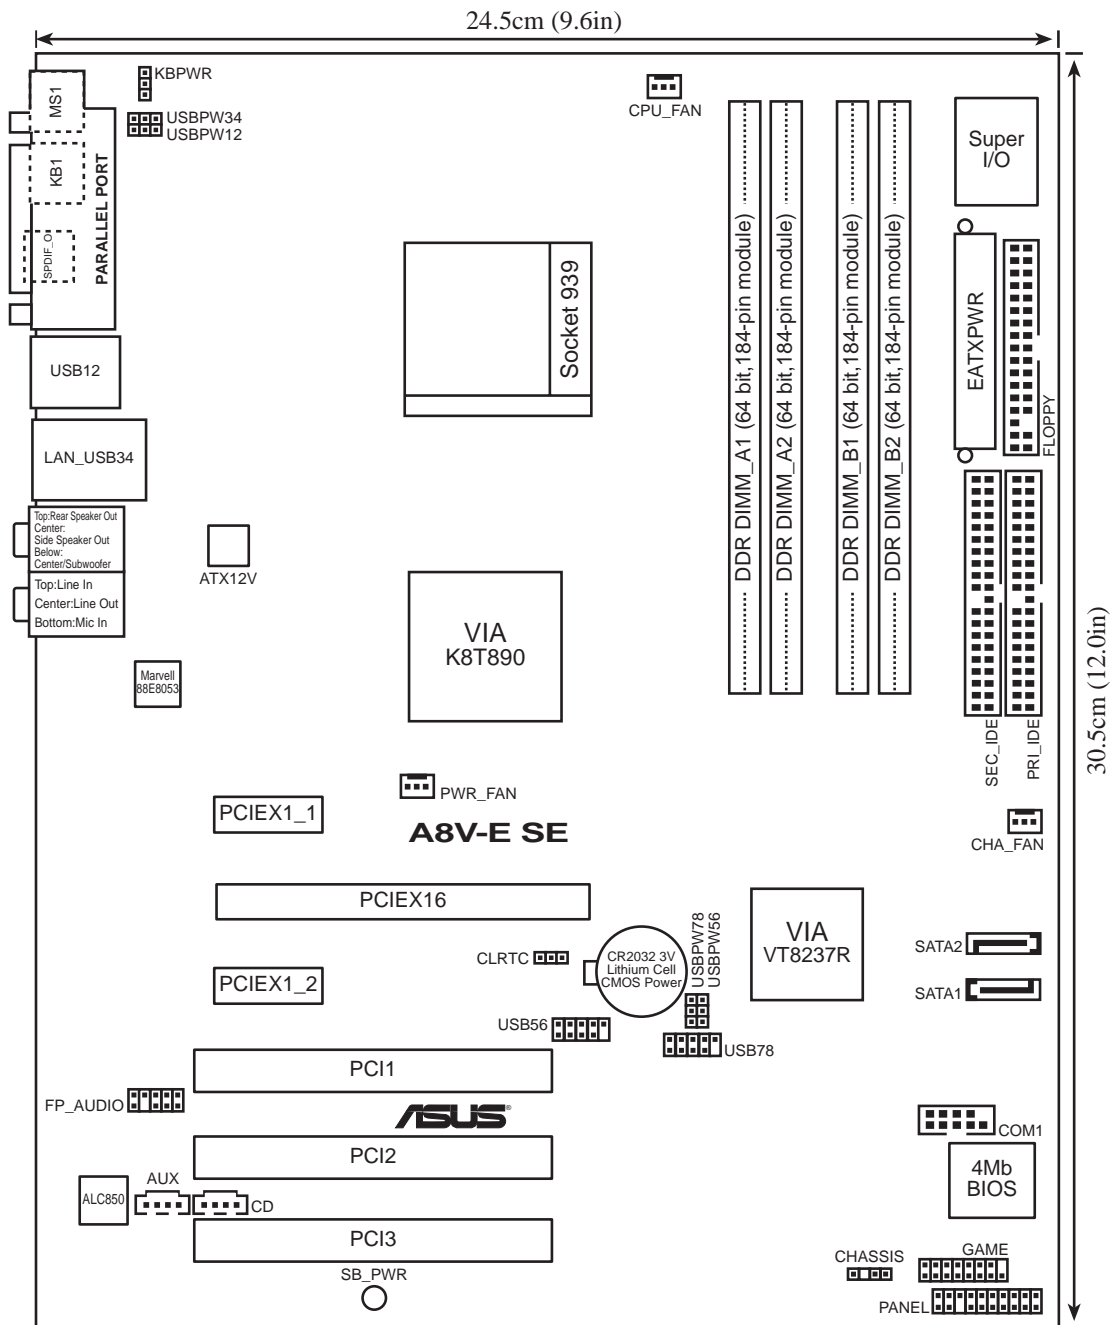 24.5cm (9.6in)
KBPWR
MS1
USBPW34
USBPW12
CPU_FAN
Super
I/O
KB1
PARALLEL PORT
SPDIF_O
Socket 939
DDR DIMM_A1 (64 bit,184-pin module)
DDR DIMM_A2 (64 bit,184-pin module)
DDR DIMM_B1 (64 bit,184-pin module)
DDR DIMM_B2 (64 bit,184-pin module)
EATXPWR
FLOPPY
USB12
LAN_USB34
Top:Rear Speaker Out
Center:
Side Speaker Out
Below:
Center/Subwoofer
Top:Line In
Center:Line Out
Bottom:Mic In
ATX12V
VIA
K8T890
Marvell
88E8053
SEC_IDE
PRI_IDE
30.5cm (12.0in)
PWR_FAN
PCIEX1_1
A8V-E SE
CHA_FAN
PCIEX16
CLRTC
CR2032 3V
Lithium Cell
CMOS Power
USBPW78
USBPW56
VIA
VT8237R
SATA2
SATA1
PCIEX1_2
USB56
USB78
PCI1
FP_AUDIO
ASUS®
COM1
PCI2
4Mb
BIOS
AUX
ALC850
CD
PCI3
SB_PWR
CHASSIS
GAME
PANEL